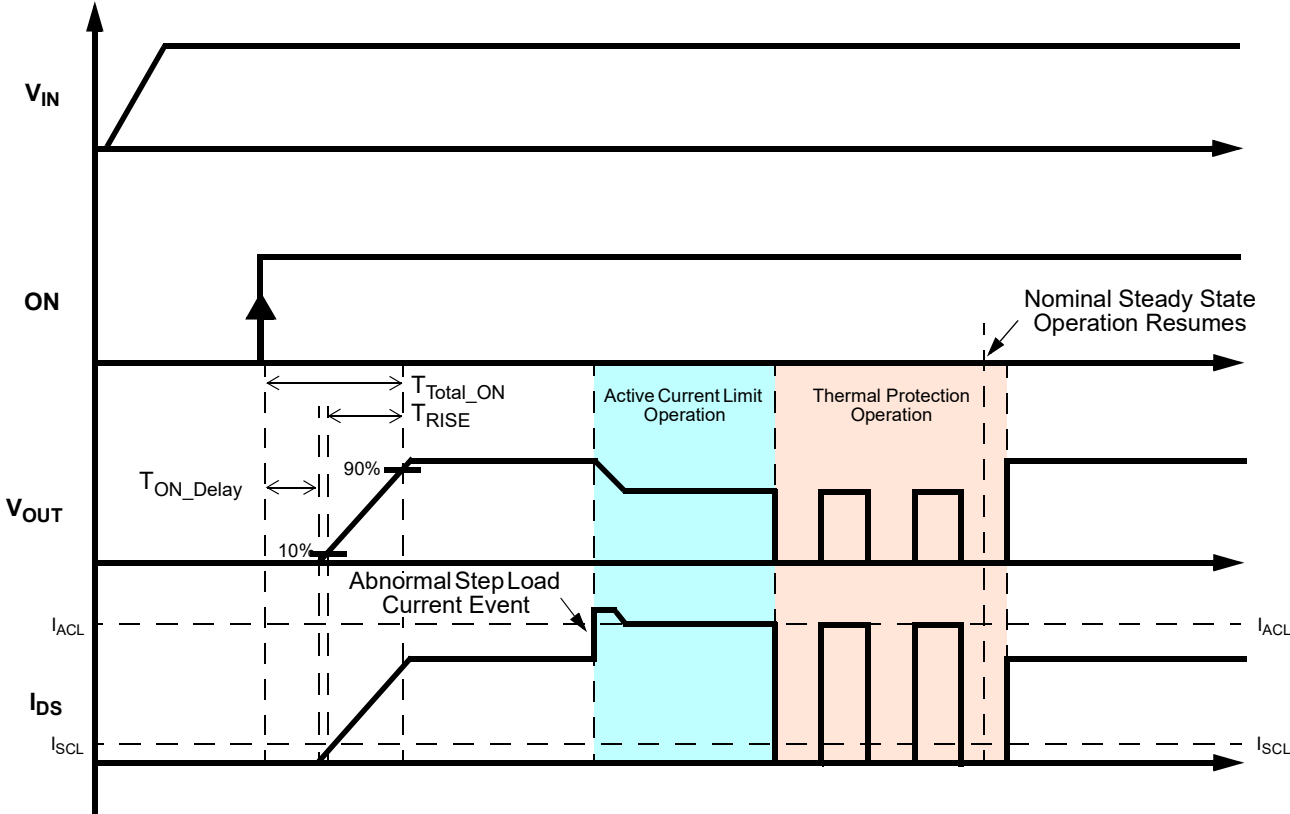 VIN
ON
Nominal Steady State
Operation Resumes
TTotal_ON
TRISE
Active Current Limit
Operation
Thermal Protection
Operation
90%
TON_Delay
VOUT
10%
Abnormal Step Load
Current Event
IACL
IACL
IDS
ISCL
ISCL